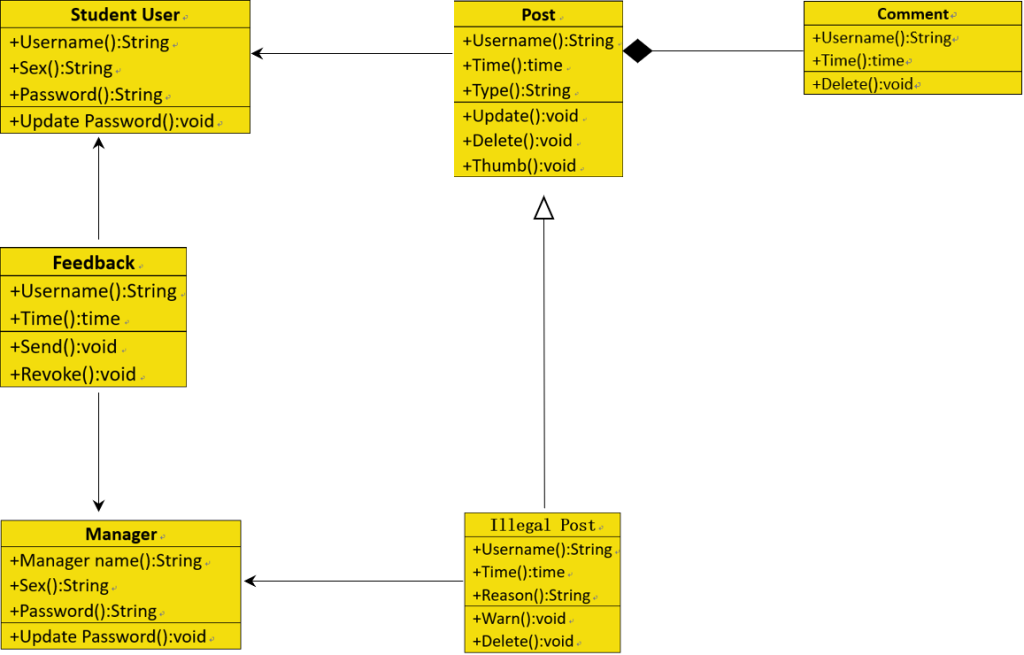 Student User
+Username():String
+Sex():String
+Password():String
+Update Password():void
Post
+Username():String
+Time():time
+Type():String
+Update():void
+Delete():void
+Thumb():void
Comment
+Username():String
+Time():time
+Delete():void
Feedback
+Username():String
+Time():time
+Send():void
+Revoke():void
Manager
+Manager name():String
+Sex():String
+Password():String
+Update Password():void
Illegal Post
+Username():String
+Time():time
+Reason():String
+Warn():void
+Delete():void